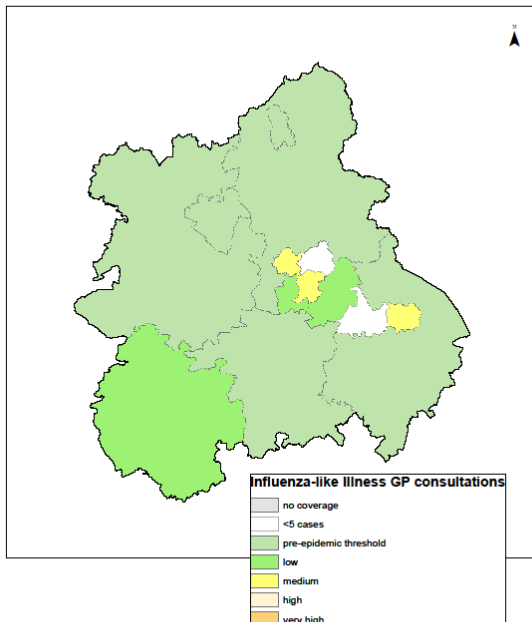 N
Influenza-like Illness GP consultations
no coverage
<5 cases
pre-epidemic threshold
low
medium
high
very high